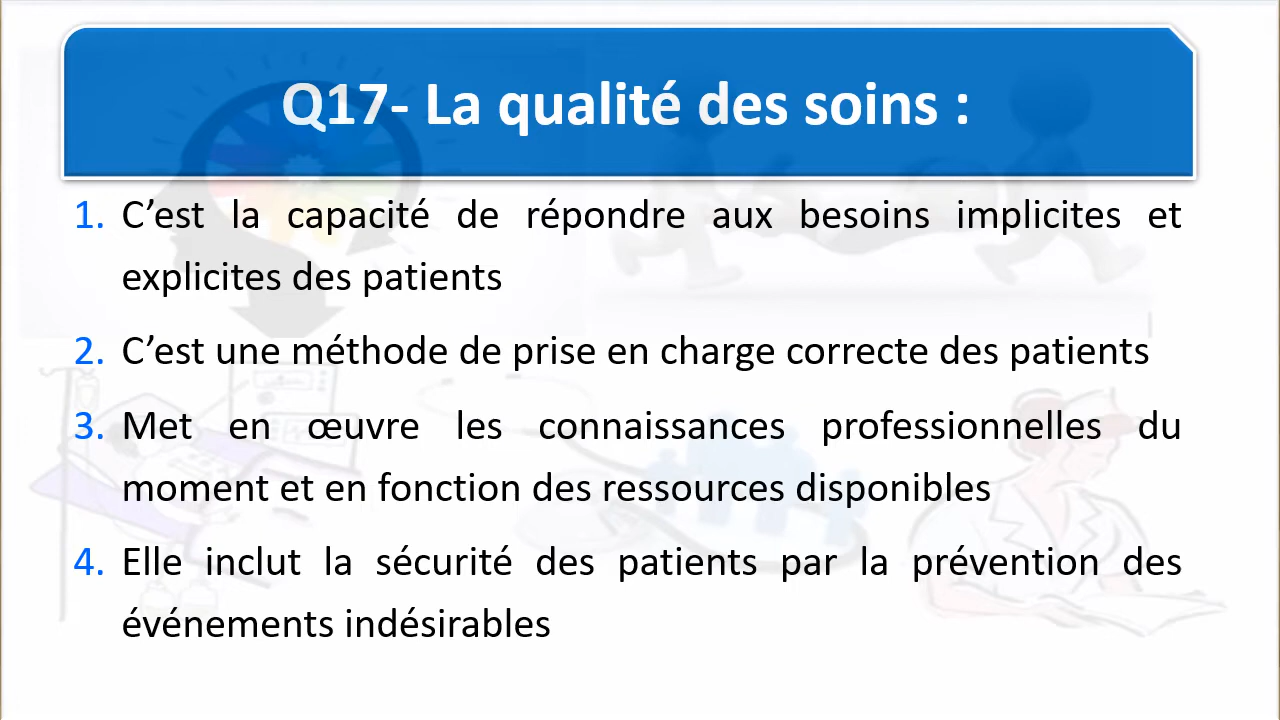 Q17- La qualité des soins :
1. C’est la capacité de répondre aux besoins implicites et
explicites des patients
2. C’est une méthode de prise en charge correcte des patients
3. Met en œuvre les connaissances professionnelles du
moment et en fonction des ressources disponibles
4. Elle inclut la sécurité des patients par la prévention des
événements indésirables